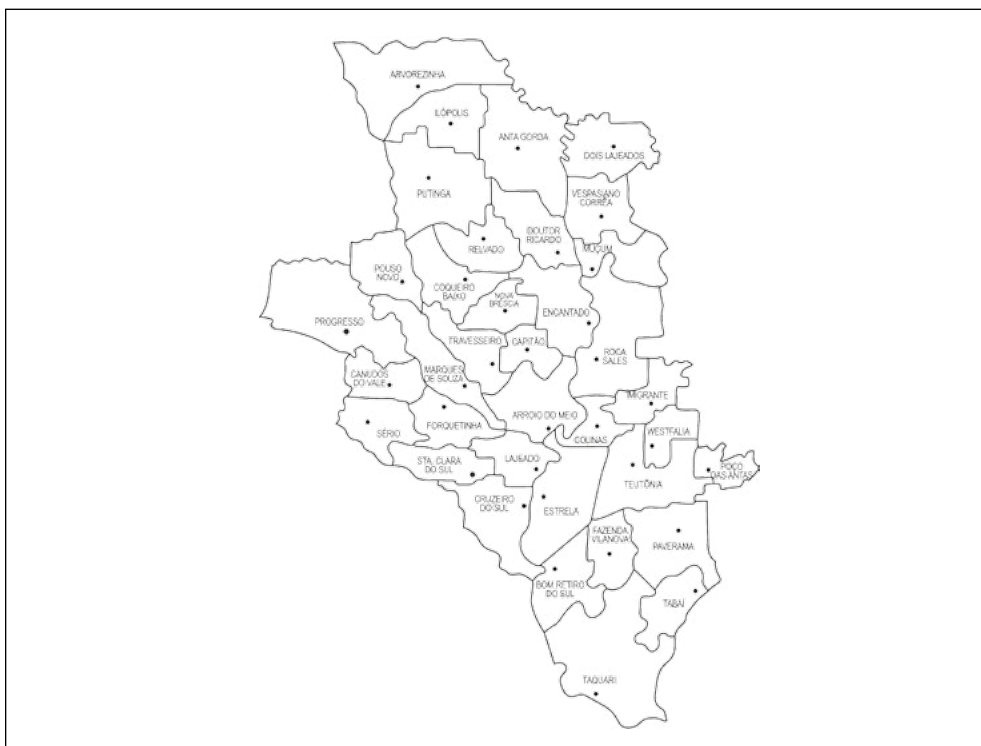 ARVOREZINHA
ILÓPOLIS
ANTA GORDA
DOIS LAJEADOS
PUTINGA
VESPASIANO
CORRÊA
DOUTOR
RICARDO
RELVADO
MUÇUM
POUSO
NOVO
COQUEIRO
BAIXO
NOVA
BRÉSCIA
ENCANTADO
PROGRESSO
TRAVESSEIRO
CAPITÃO
ROCA
SALES
CANUDOS
DO VALE
MARQUES
DE SOUZA
IMIGRANTE
FORQUETINHA
ARROIO DO MEIO
COLINAS
WESTFALIA
SÉRIO
STA. CLARA
DO SUL
LAJEADO
TEUTÔNIA
POÇO
DAS ANTAS
CRUZEIRO
DO SUL
ESTRELA
FAZENDA
VILANOVA
PAVERAMA
BOM RETIRO
DO SUL
TABAÍ
TAQUARI